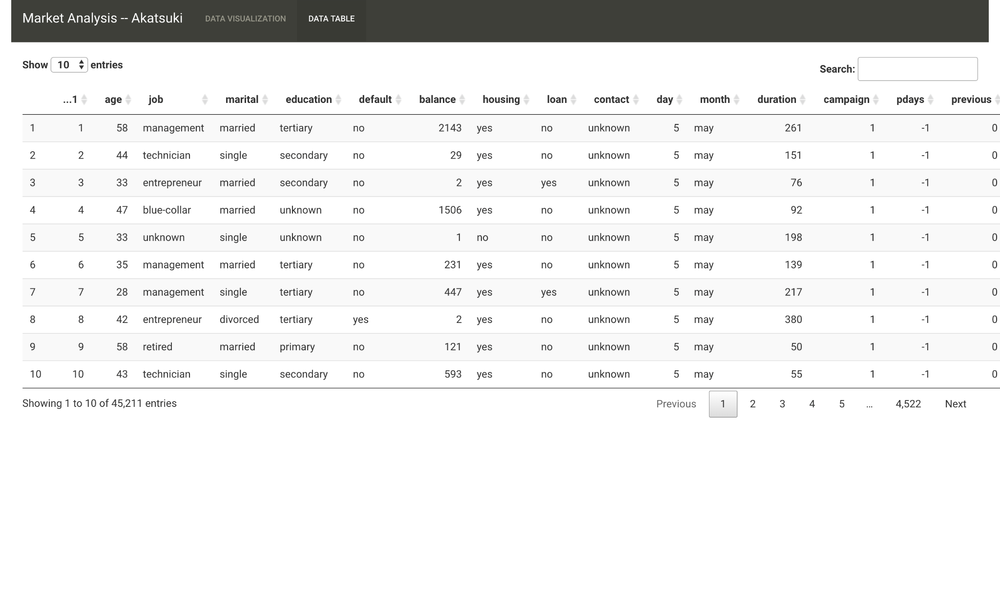 Market Analysis -- Akatsuki DATA VISUALIZATION DATA TABLE
Show 10 entries Search:
...1 age job marital education default balance housing loan contact day month duration campaign pdays previous
1 1 58 management married tertiary no 2143 yes no unknown 5 may 261 1 -1 0
2 2 44 technician single secondary no 29 yes no unknown 5 may 151 1 -1 0
3 3 33 entrepreneur married secondary no 2 yes yes unknown 5 may 76 1 -1 0
4 4 47 blue-collar married unknown no 1506 yes no unknown 5 may 92 1 -1 0
5 5 33 unknown single unknown no 1 no no unknown 5 may 198 1 -1 0
6 6 35 management married tertiary no 231 yes no unknown 5 may 139 1 -1 0
7 7 28 management single tertiary no 447 yes yes unknown 5 may 217 1 -1 0
8 8 42 entrepreneur divorced tertiary yes 2 yes no unknown 5 may 380 1 -1 0
9 9 58 retired married primary no 121 yes no unknown 5 may 50 1 -1 0
10 10 43 technician single secondary no 593 yes no unknown 5 may 55 1 -1 0
Showing 1 to 10 of 45,211 entries Previous 1 2 3 4 5 … 4,522 Next